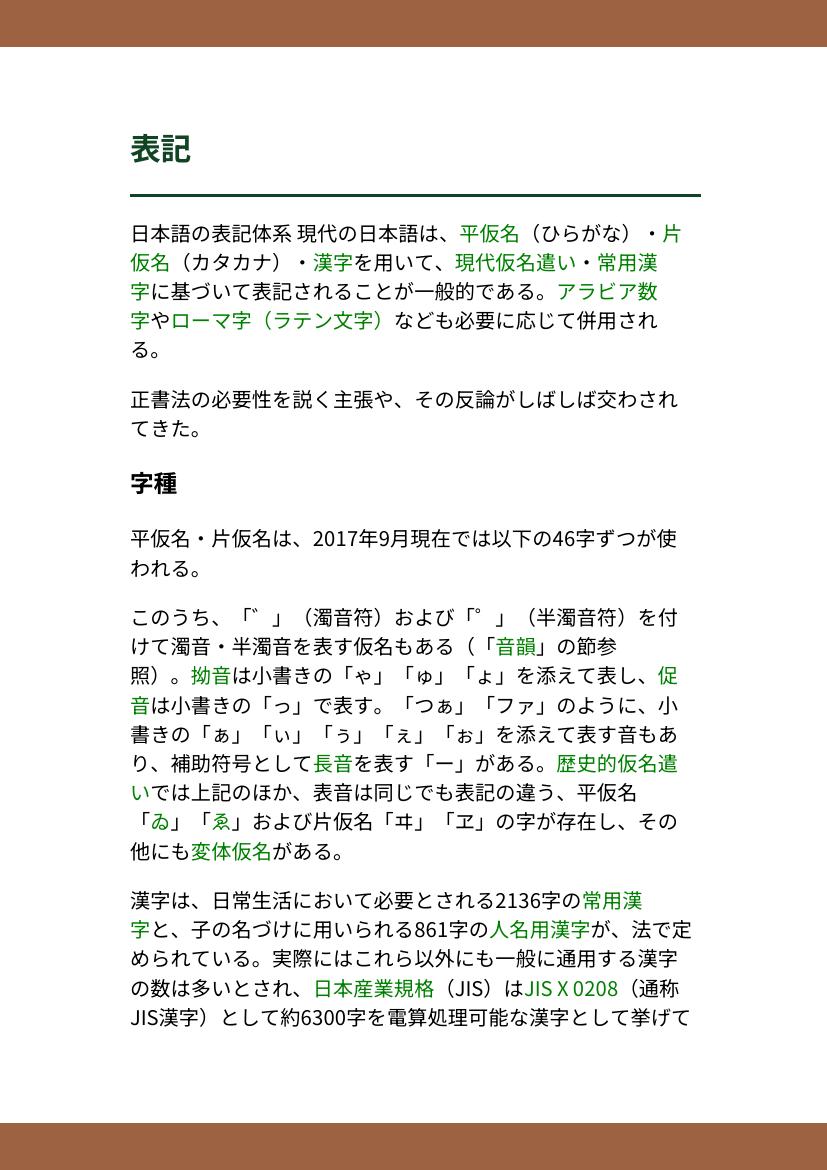 表記
日本語の表記体系 現代の日本語は、平仮名（ひらがな）・片
仮名（カタカナ）・漢字を用いて、現代仮名遣い・常用漢
字に基づいて表記されることが一般的である。アラビア数
字やローマ字（ラテン文字）なども必要に応じて併用され
る。
正書法の必要性を説く主張や、その反論がしばしば交わされ
てきた。
字種
平仮名・片仮名は、2017年9月現在では以下の46字ずつが使
われる。
このうち、「゛」（濁音符）および「゜」（半濁音符）を付
けて濁音・半濁音を表す仮名もある（「音韻」の節参
照）。拗音は小書きの「ゃ」「ゅ」「ょ」を添えて表し、促
音は小書きの「っ」で表す。「つぁ」「ファ」のように、小
書きの「ぁ」「ぃ」「ぅ」「ぇ」「ぉ」を添えて表す音もあ
り、補助符号として長音を表す「ー」がある。歴史的仮名遣
いでは上記のほか、表音は同じでも表記の違う、平仮名
「ゐ」「ゑ」および片仮名「ヰ」「ヱ」の字が存在し、その
他にも変体仮名がある。
漢字は、日常生活において必要とされる2136字の常用漢
字と、子の名づけに用いられる861字の人名用漢字が、法で定
められている。実際にはこれら以外にも一般に通用する漢字
の数は多いとされ、日本産業規格（JIS）はJIS X 0208（通称
JIS漢字）として約6300字を電算処理可能な漢字として挙げて